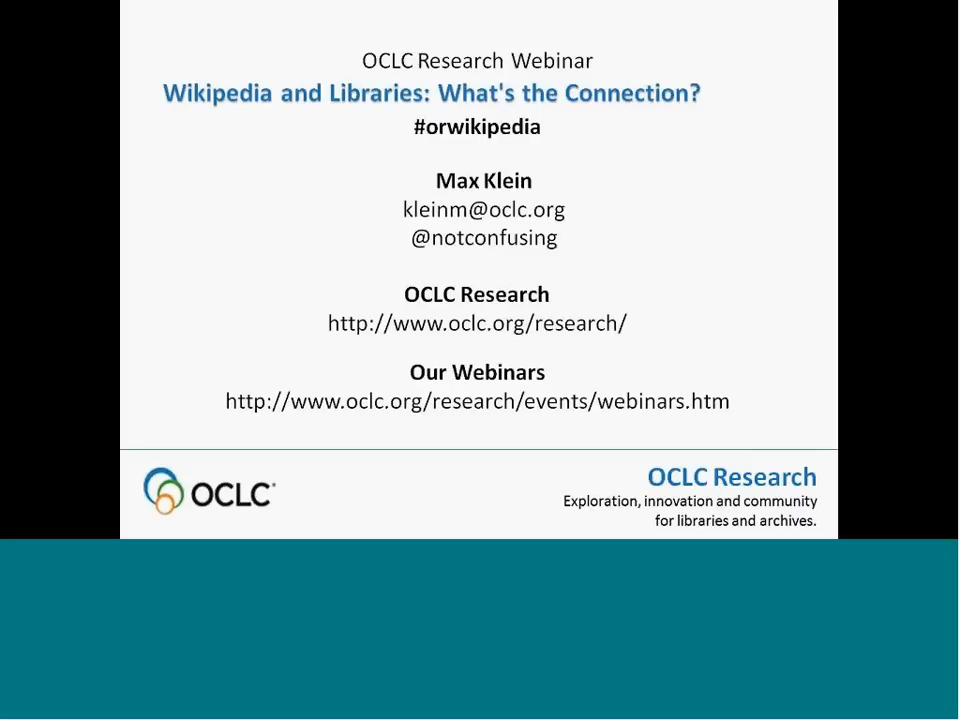 OCLC Research Webinar
Wikipedia and Libraries: What's the Connection?
#orwikipedia
Max Klein
kleinm@oclc.org
@notconfusing
OCLC Research
http://www.oclc.org/research/
Our Webinars
http://www.oclc.org/research/events/webinars.htm
OCLC
OCLC Research
Exploration, innovation and community
for libraries and archives.